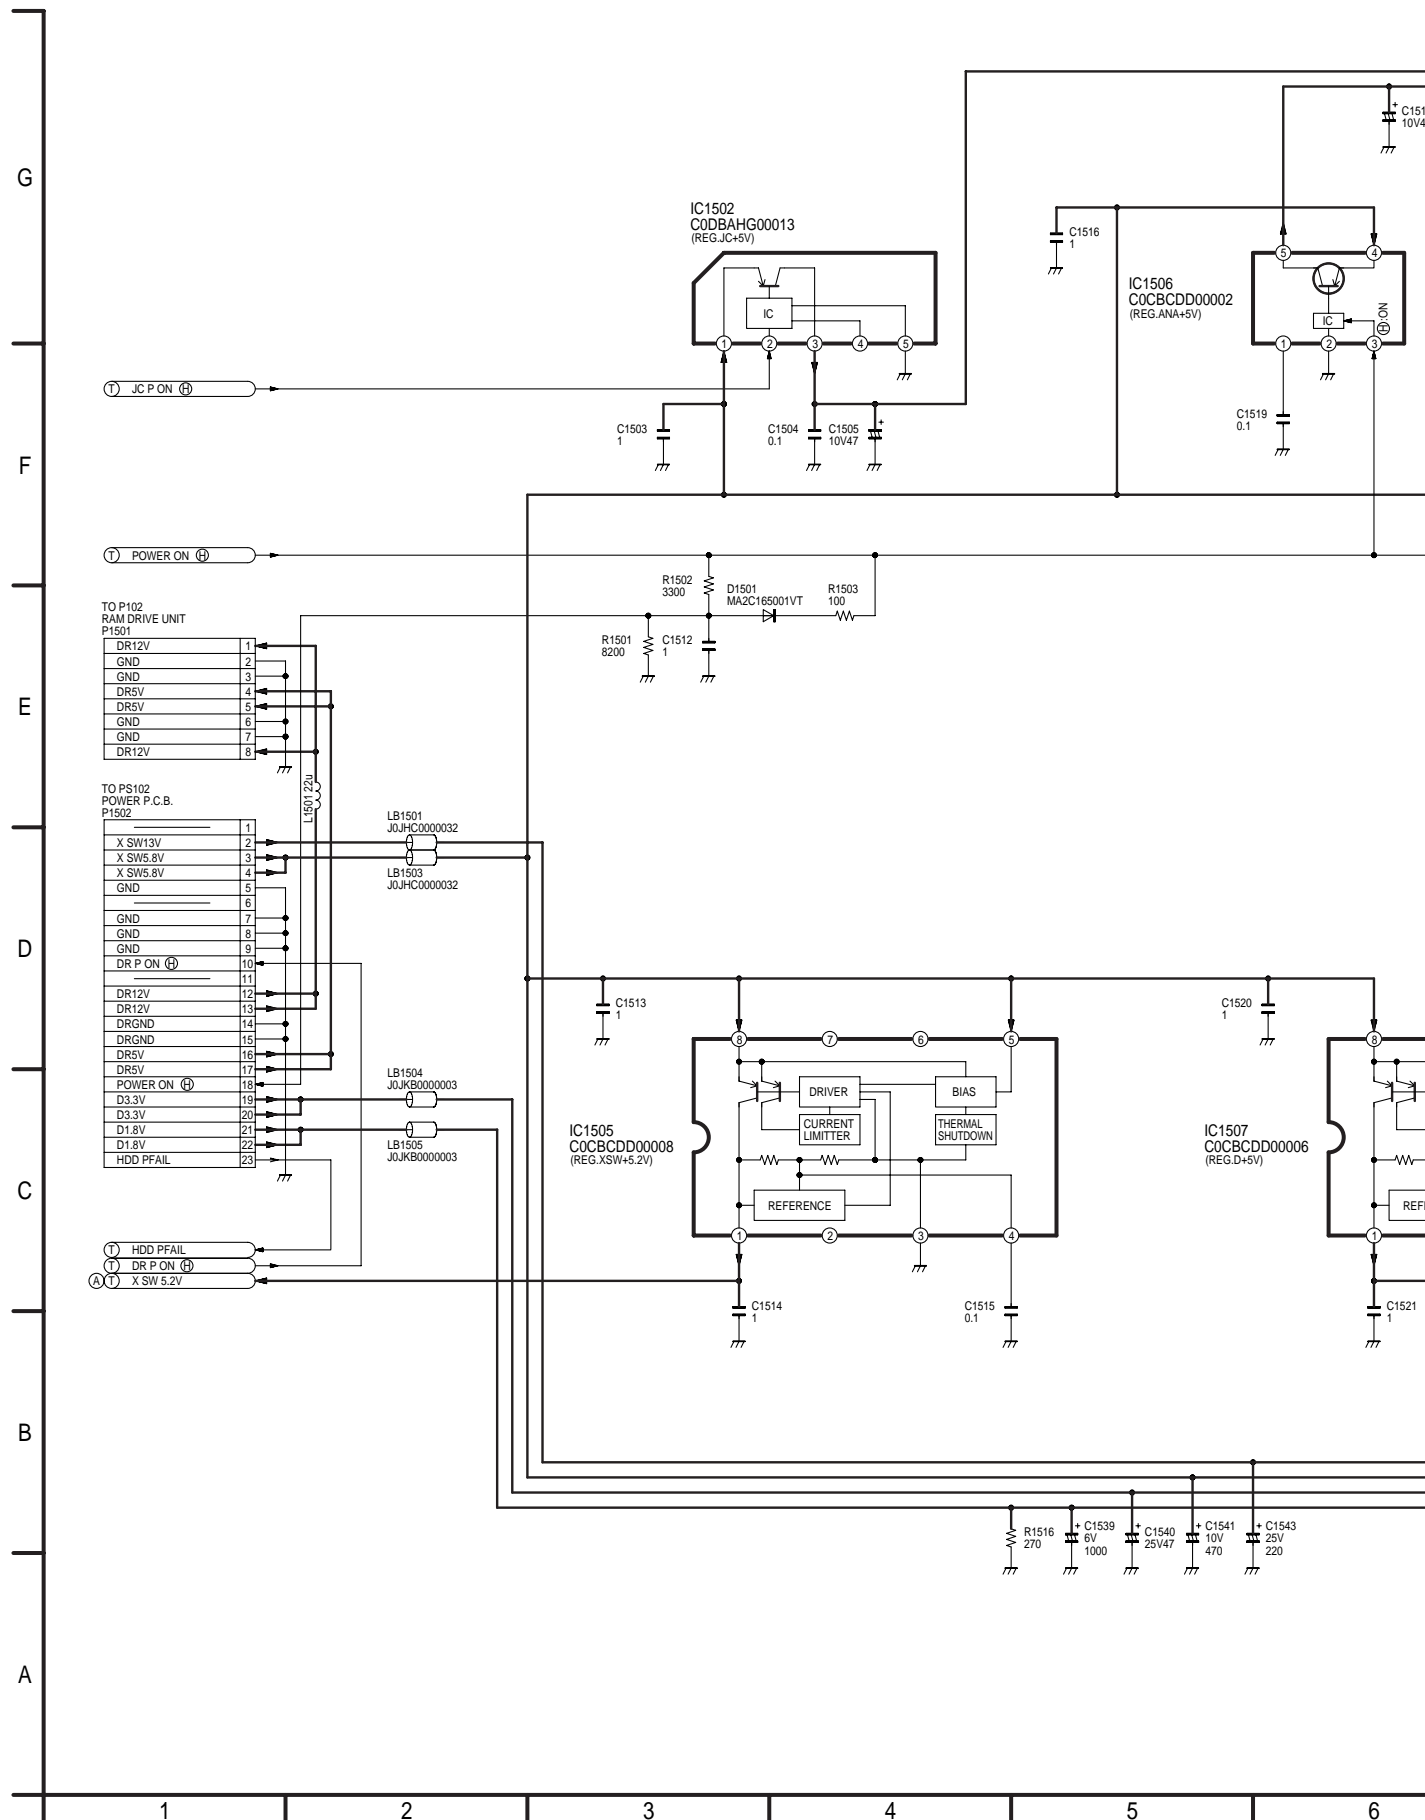 G
C151
10V4
IC1502
C0DBAHG00013
(REG.JC+5V)
IC
1
2
3
4
5
C1516
1
IC1506
C0CBCDD00002
(REG.ANA+5V)
5
4
IC
H:ON
1
2
3
T JC P ON H
C1503
1
C1504
0.1
C1505
10V47
+
C1519
0.1
F
T POWER ON H
R1502
3300
D1501
MA2C165001VT
R1503
100
R1501
8200
C1512
1
TO P102
RAM DRIVE UNIT
P1501
DR12V 1
GND 2
GND 3
DR5V 4
DR5V 5
GND 6
GND 7
DR12V 8
E
L1501 22u
TO PS102
POWER P.C.B.
P1502
1
X SW13V 2
X SW5.8V 3
X SW5.8V 4
GND 5
6
GND 7
GND 8
GND 9
DR P ON H 10
11
DR12V 12
DR12V 13
DRGND 14
DRGND 15
DR5V 16
DR5V 17
POWER ON H 18
D3.3V 19
D3.3V 20
D1.8V 21
D1.8V 22
HDD PFAIL 23
LB1501
J0JHC0000032
LB1503
J0JHC0000032
D
LB1504
J0JKB0000003
LB1505
J0JKB0000003
C1513
1
C1520
1
8
7
6
5
IC1505
C0CBCDD00008
(REG.XSW+5.2V)
DRIVER
BIAS
CURRENT
LIMITTER
THERMAL
SHUTDOWN
REFERENCE
1
2
3
4
8
IC1507
C0CBCDD00006
(REG.D+5V)
REF
1
C
T HDD PFAIL
T DR P ON H
A T X SW 5.2V
C1514
1
C1515
0.1
C1521
1
B
R1516
270
+ C1539
6V
1000
+ C1540
25V47
+ C1541
10V
470
+ C1543
25V
220
A
1 2 3 4 5 6